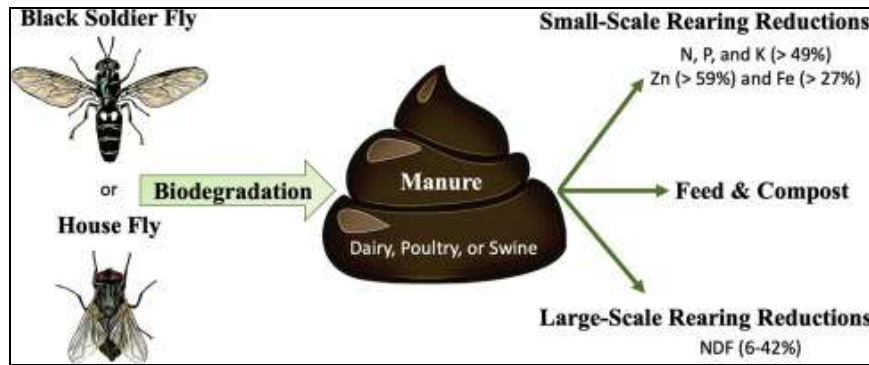 Black Soldier Fly
or
House Fly
Biodegradation
Manure
Dairy, Poultry, or Swine
Small-Scale Rearing Reductions
N, P, and K (> 49%)
Zn (> 59%) and Fe (> 27%)
Feed & Compost
Large-Scale Rearing Reductions
NDF (6-42%)